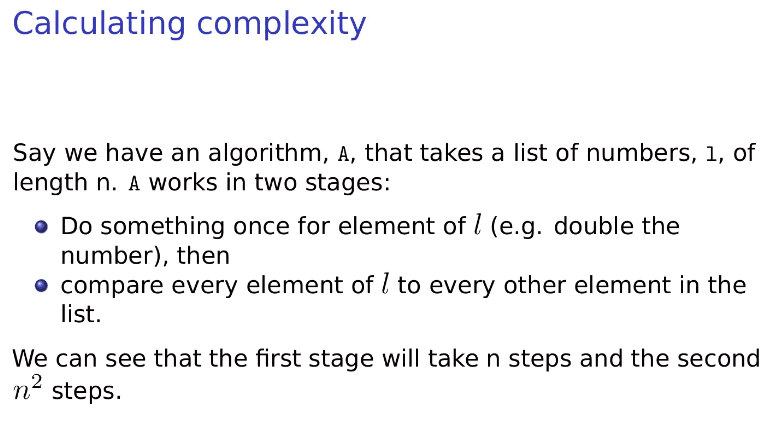 Calculating complexity
Say we have an algorithm, A, that takes a list of numbers, l, of
length n. A works in two stages:
Do something once for element of l (e.g. double the
number), then
compare every element of l to every other element in the
list.
We can see that the first stage will take n steps and the second
n² steps.